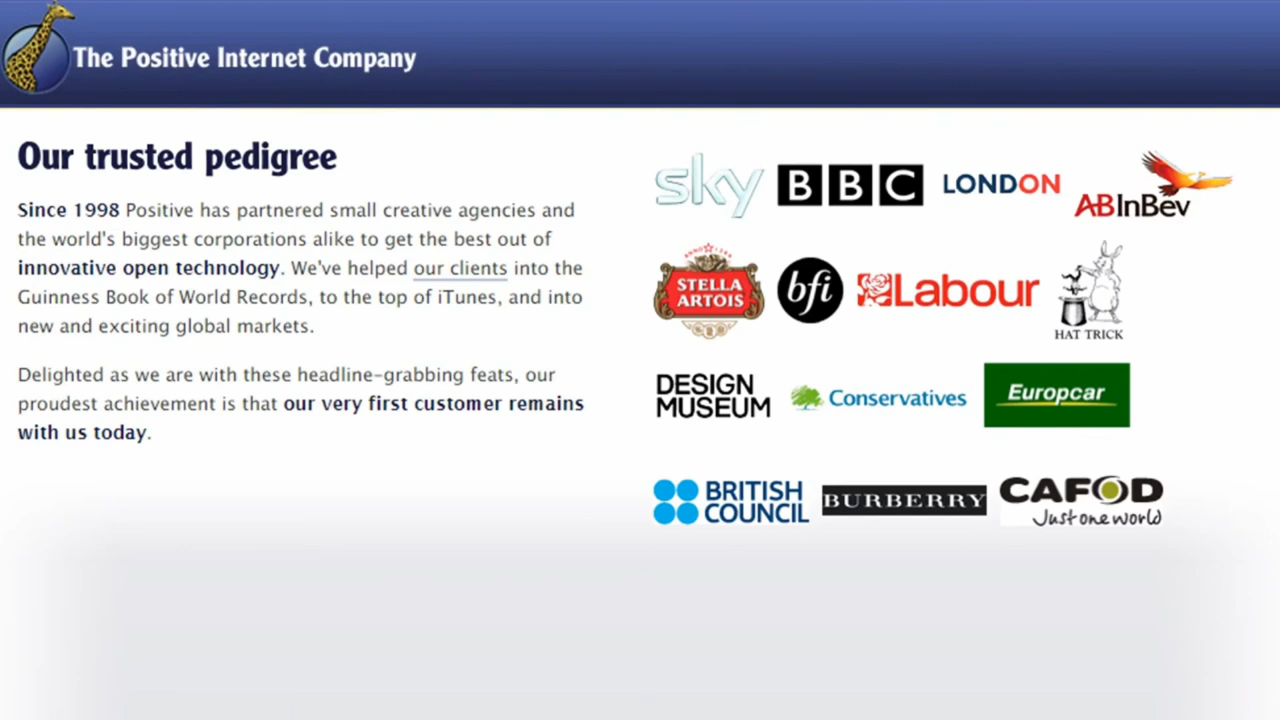 The Positive Internet Company
Our trusted pedigree
Since 1998 Positive has partnered small creative agencies and
the world's biggest corporations alike to get the best out of
innovative open technology. We've helped our clients into the
Guinness Book of World Records, to the top of iTunes, and into
new and exciting global markets.
Delighted as we are with these headline-grabbing feats, our
proudest achievement is that our very first customer remains
with us today.
sky BBC LONDON ABInBev
STELLA
ARTOIS
bfi Labour
HAT TRICK
DESIGN
MUSEUM
Conservatives Europcar
BRITISH
COUNCIL
BURBERRY
CAFOD
Just one world